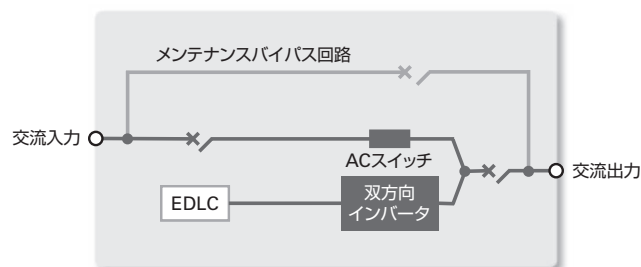 メンテナンスバイパス回路
交流入力
ACスイッチ
交流出力
EDLC
双方向
インバータ